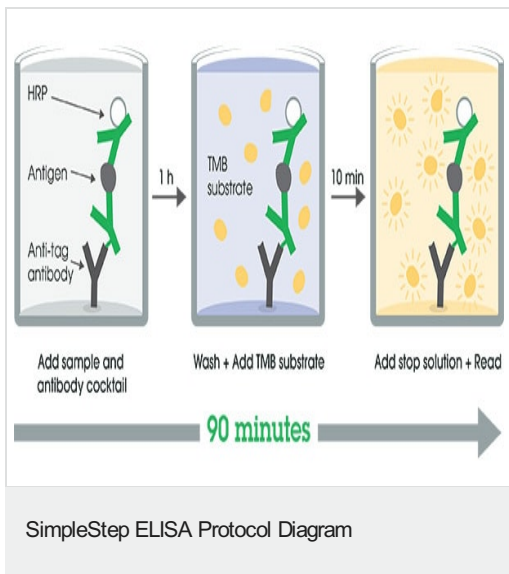 HRP
Antigen
Anti-tag
antibody
1 h
TMB
substrate
10 min
Add sample and
antibody cocktail
Wash + Add TMB substrate
Add stop solution + Read
90 minutes
SimpleStep ELISA Protocol Diagram